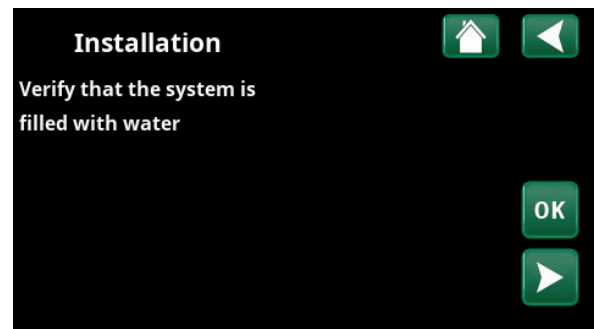 Installation
Verify that the system is
filled with water
OK